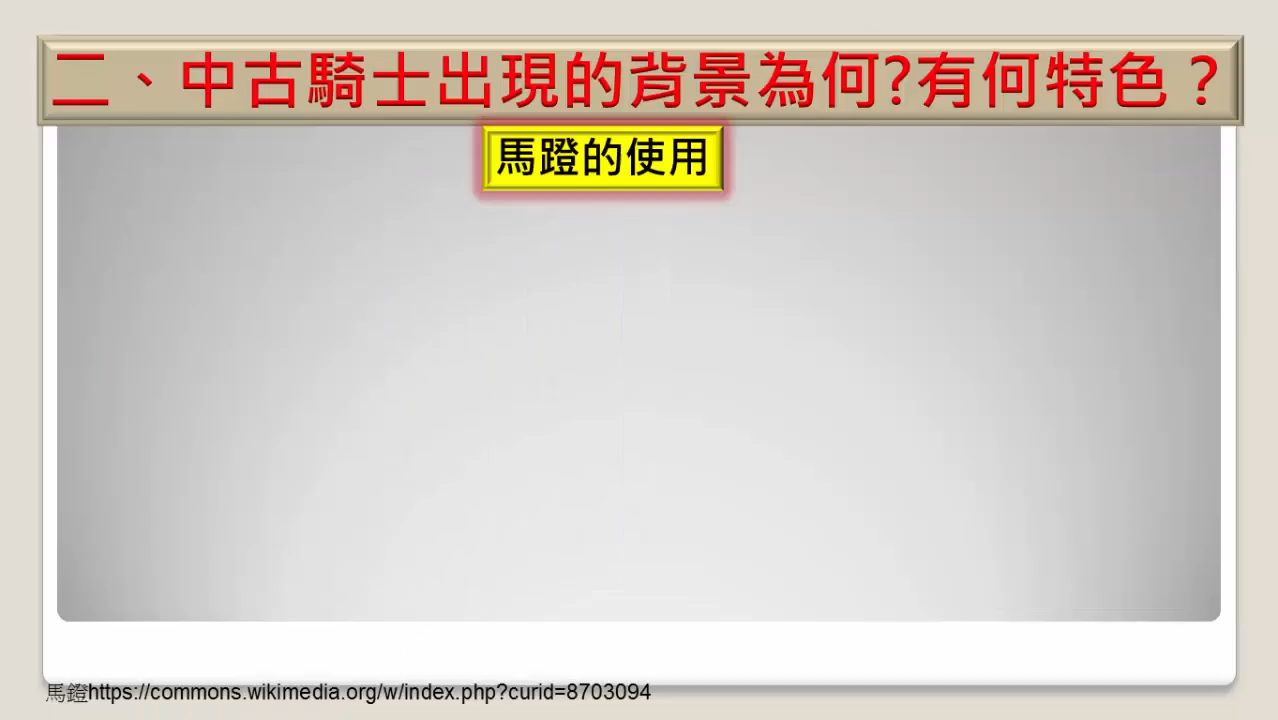 二、中古騎士出現的背景為何?有何特色？
馬蹬的使用
馬鐙https://commons.wikimedia.org/w/index.php?curid=8703094